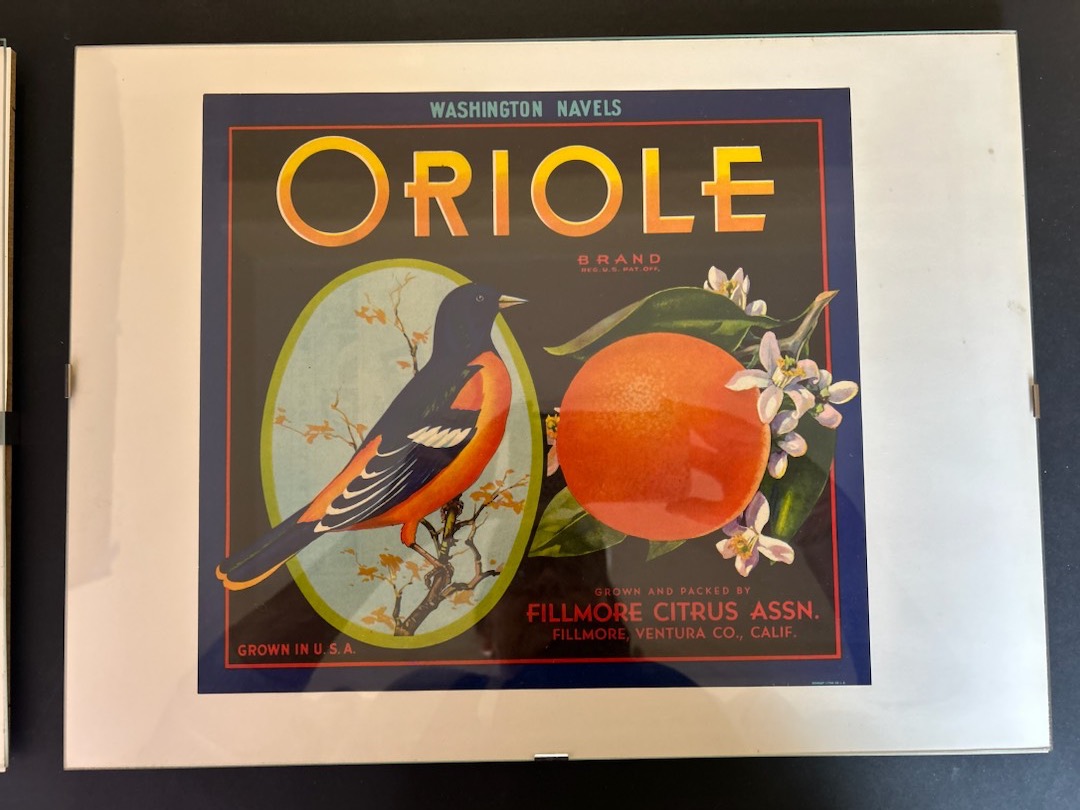 WASHINGTON NAVELS
ORIOLE
BRAND
REG. U.S. PAT. OFF.
GROWN AND PACKED BY
FILLMORE CITRUS ASSN.
FILLMORE, VENTURA CO., CALIF.
GROWN IN U.S.A.